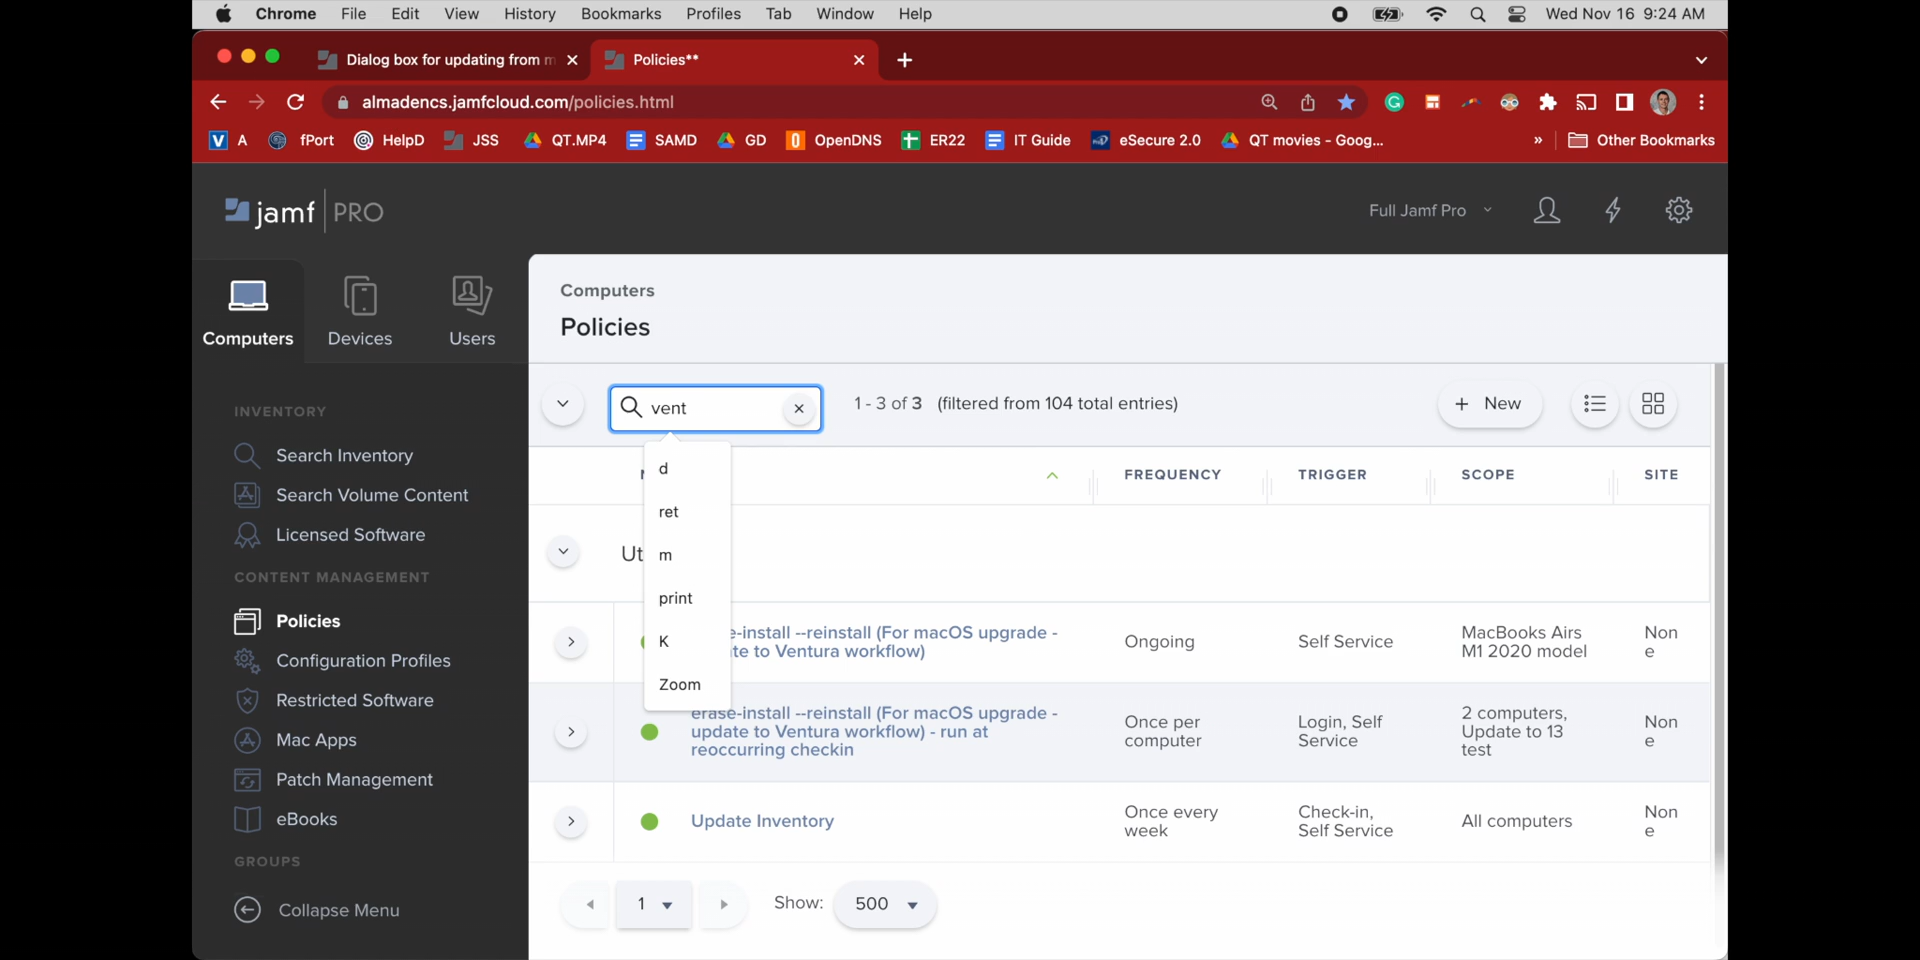 Chrome File Edit View History Bookmarks Profiles Tab Window Help Wed Nov 16 9:24 AM
Dialog box for updating from Policies**
almadencs.jamfcloud.com/policies.html
A fPort HelpD JSS QT.MP4 SAMD GD OpenDNS ER22 IT Guide eSecure 2.0 QT movies - Goog... » Other Bookmarks
jamf PRO
Full Jamf Pro
Computers Devices Users
Computers
Policies
vent
1 - 3 of 3 (filtered from 104 total entries)
+ New
INVENTORY
Search Inventory
Search Volume Content
Licensed Software
CONTENT MANAGEMENT
Policies
Configuration Profiles
Restricted Software
Mac Apps
Patch Management
eBooks
GROUPS
Collapse Menu
d
ret
m
print
K
Zoom
FREQUENCY TRIGGER SCOPE SITE
Ut
e-install --reinstall (For macOS upgrade -
te to Ventura workflow)
Ongoing
Self Service
MacBooks Airs
M1 2020 model
Non
e
erase-install --reinstall (For macOS upgrade -
update to Ventura workflow) - run at
reoccurring checkin
Once per
computer
Login, Self
Service
2 computers,
Update to 13
test
Non
e
Update Inventory
Once every
week
Check-in,
Self Service
All computers
Non
e
1 Show: 500